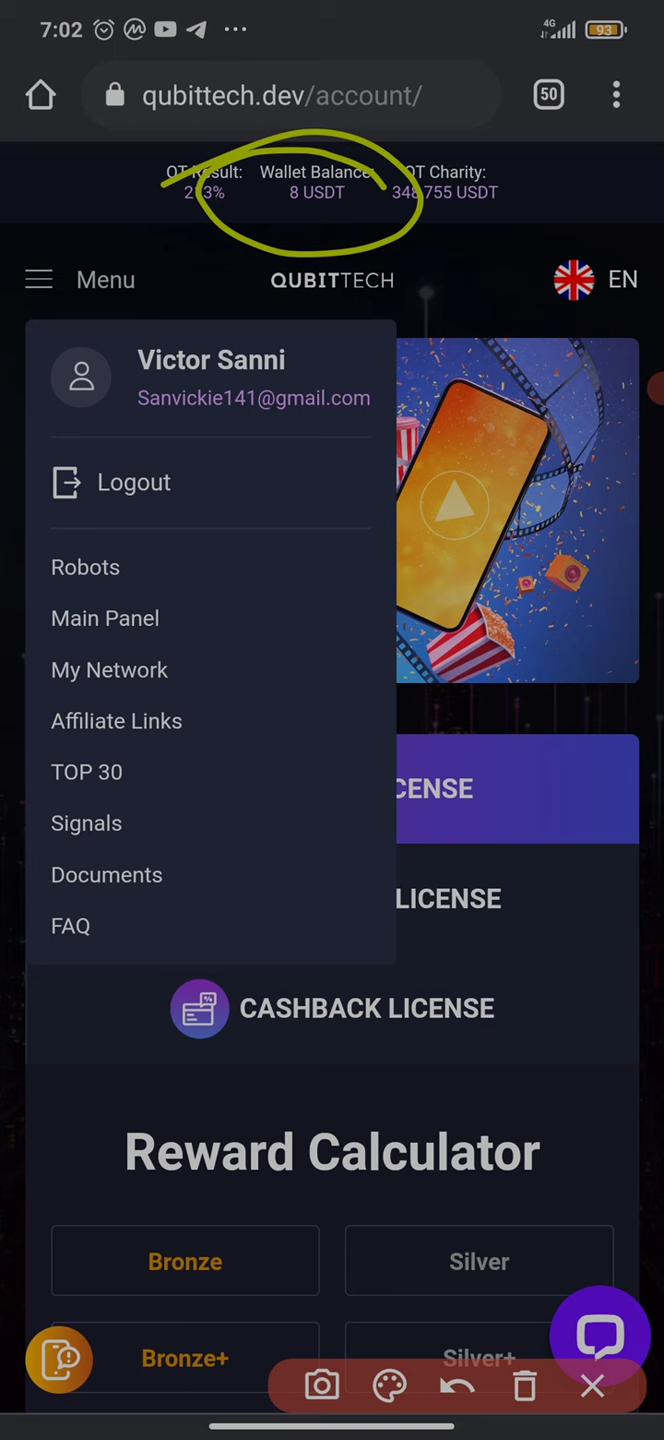 7:02
4G
93
qubittech.dev/account/
50
QT Result: Wallet Balance: QT Charity:
8 USDT 348 755 USDT
Menu
QUBITTECH
EN
Victor Sanni
Sanvickie141@gmail.com
Logout
Robots
Main Panel
My Network
Affiliate Links
TOP 30
Signals
Documents
FAQ
CENSE
LICENSE
CASHBACK LICENSE
Reward Calculator
Bronze
Silver
Bronze+
Silver+